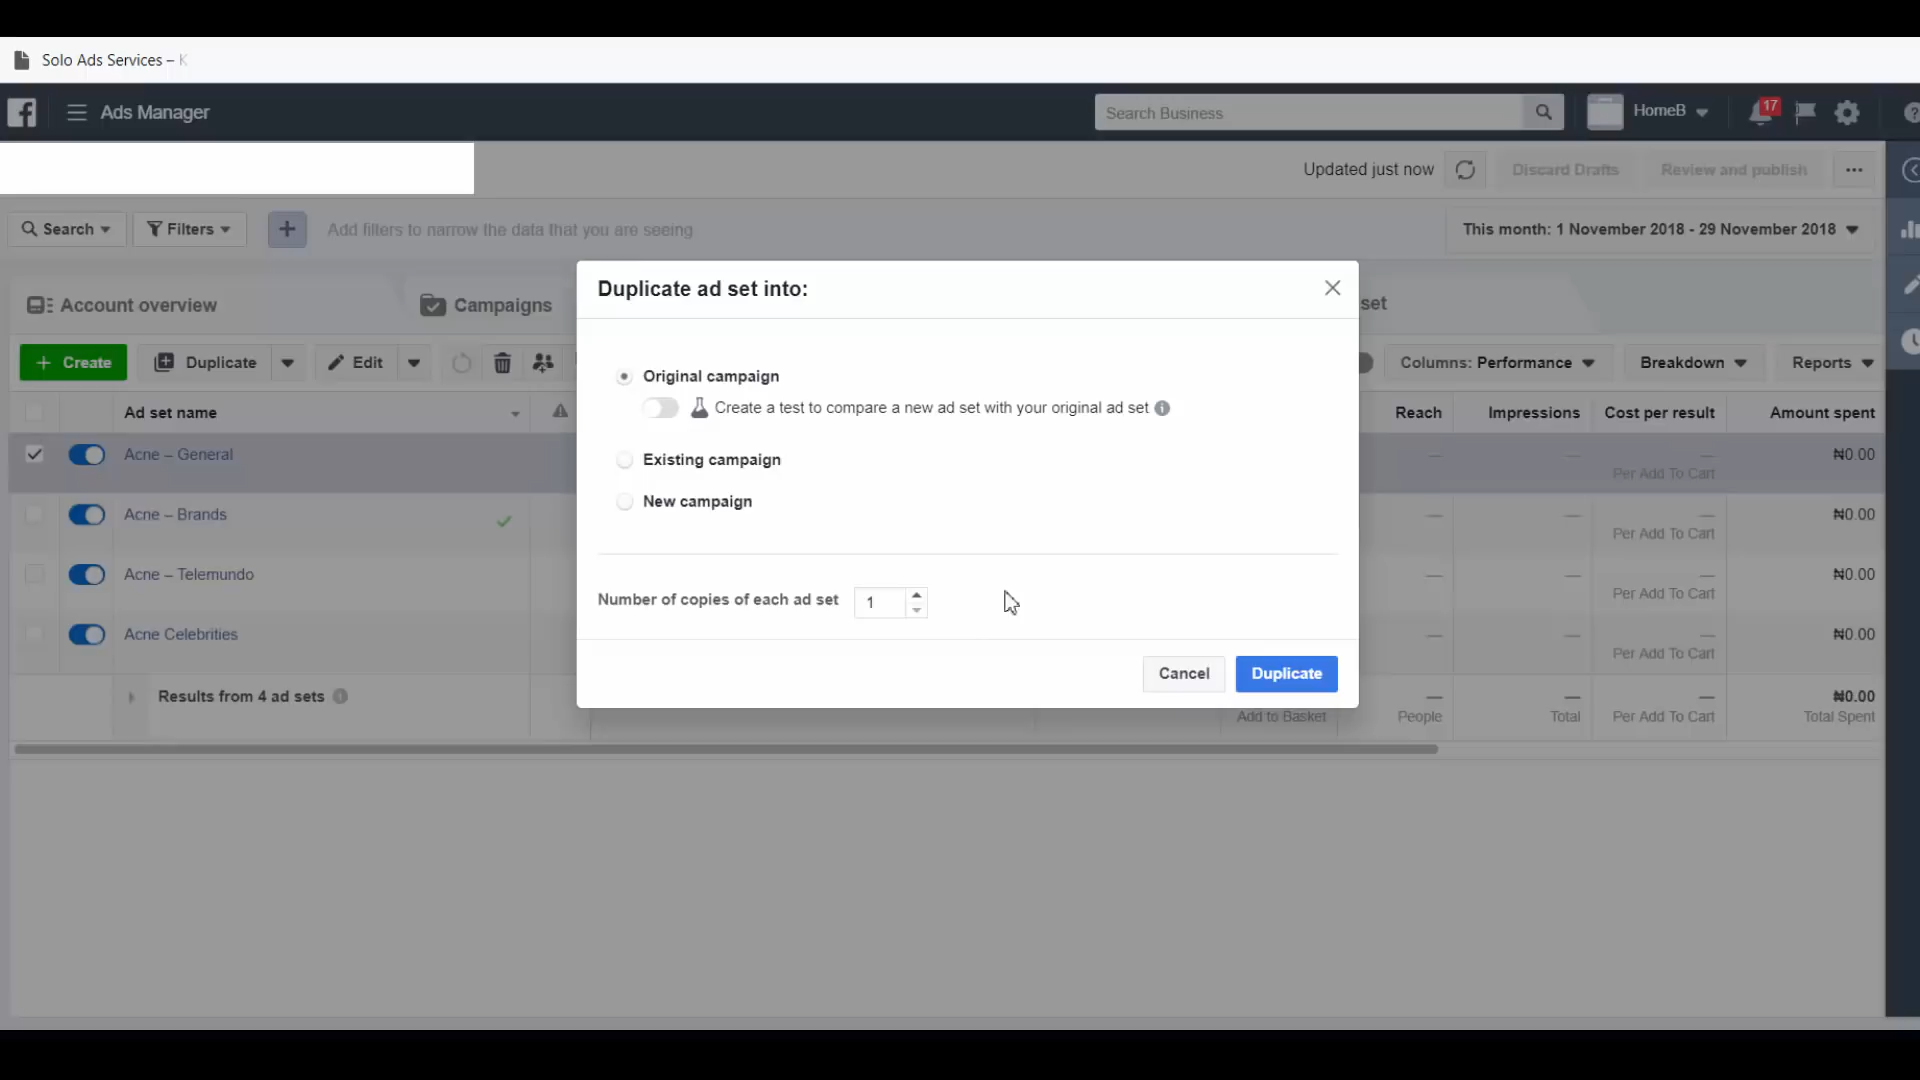 Solo Ads Services – K
Ads Manager
Search Business
HomeB
17
Updated just now
Discard Drafts
Review and publish
Search
Filters
Add filters to narrow the data that you are seeing
This month: 1 November 2018 - 29 November 2018
Account overview
Campaigns
set
Duplicate ad set into:
Original campaign
Create a test to compare a new ad set with your original ad set
Existing campaign
New campaign
Number of copies of each ad set
1
Cancel
Duplicate
+ Create
Duplicate
Edit
Columns: Performance
Breakdown
Reports
Ad set name
Reach
Impressions
Cost per result
Amount spent
Acne – General
—
—
—
₦0.00
Per Add To Cart
Acne – Brands
—
—
—
₦0.00
Per Add To Cart
Acne – Telemundo
—
—
—
₦0.00
Per Add To Cart
Acne Celebrities
—
—
—
₦0.00
Per Add To Cart
Results from 4 ad sets
—
—
—
₦0.00
Add to Basket
People
Total
Per Add To Cart
Total Spent